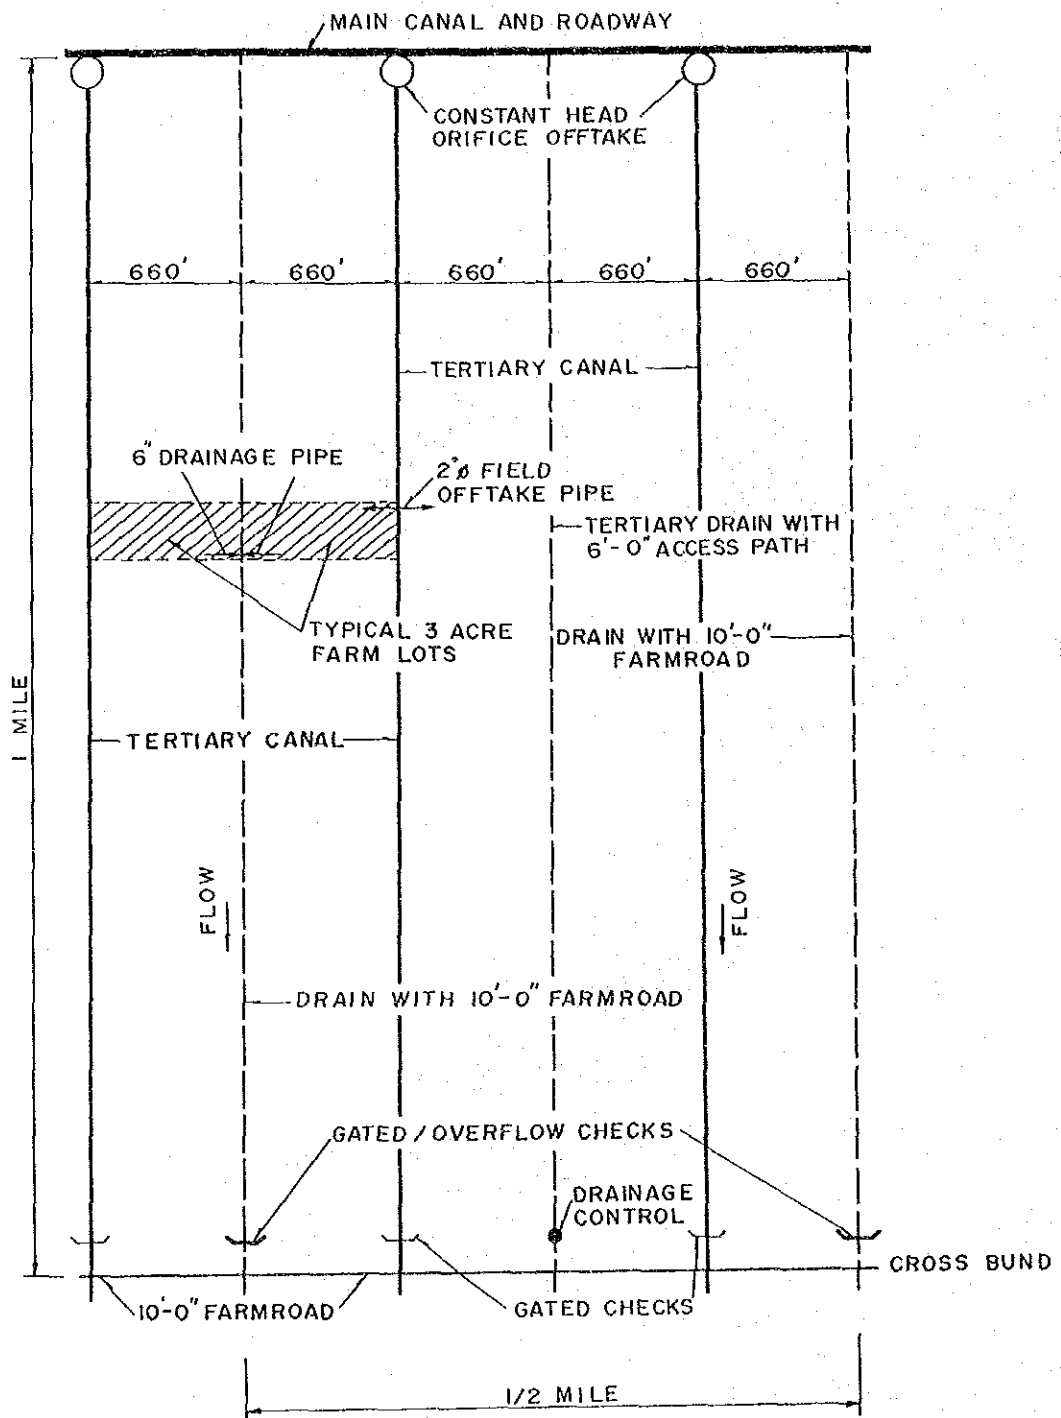 MAIN CANAL AND ROADWAY
CONSTANT HEAD
ORIFICE OFFTAKE
660'
660'
660'
660'
660'
TERTIARY CANAL
6" DRAINAGE PIPE
2"ø FIELD
OFFTAKE PIPE
TERTIARY DRAIN WITH
6'-0" ACCESS PATH
TYPICAL 3 ACRE
FARM LOTS
DRAIN WITH 10'-0"
FARMROAD
1 MILE
TERTIARY CANAL
FLOW
FLOW
DRAIN WITH 10'-0" FARMROAD
GATED/OVERFLOW CHECKS
DRAINAGE
CONTROL
CROSS BUND
10'-0" FARMROAD
GATED CHECKS
1/2 MILE